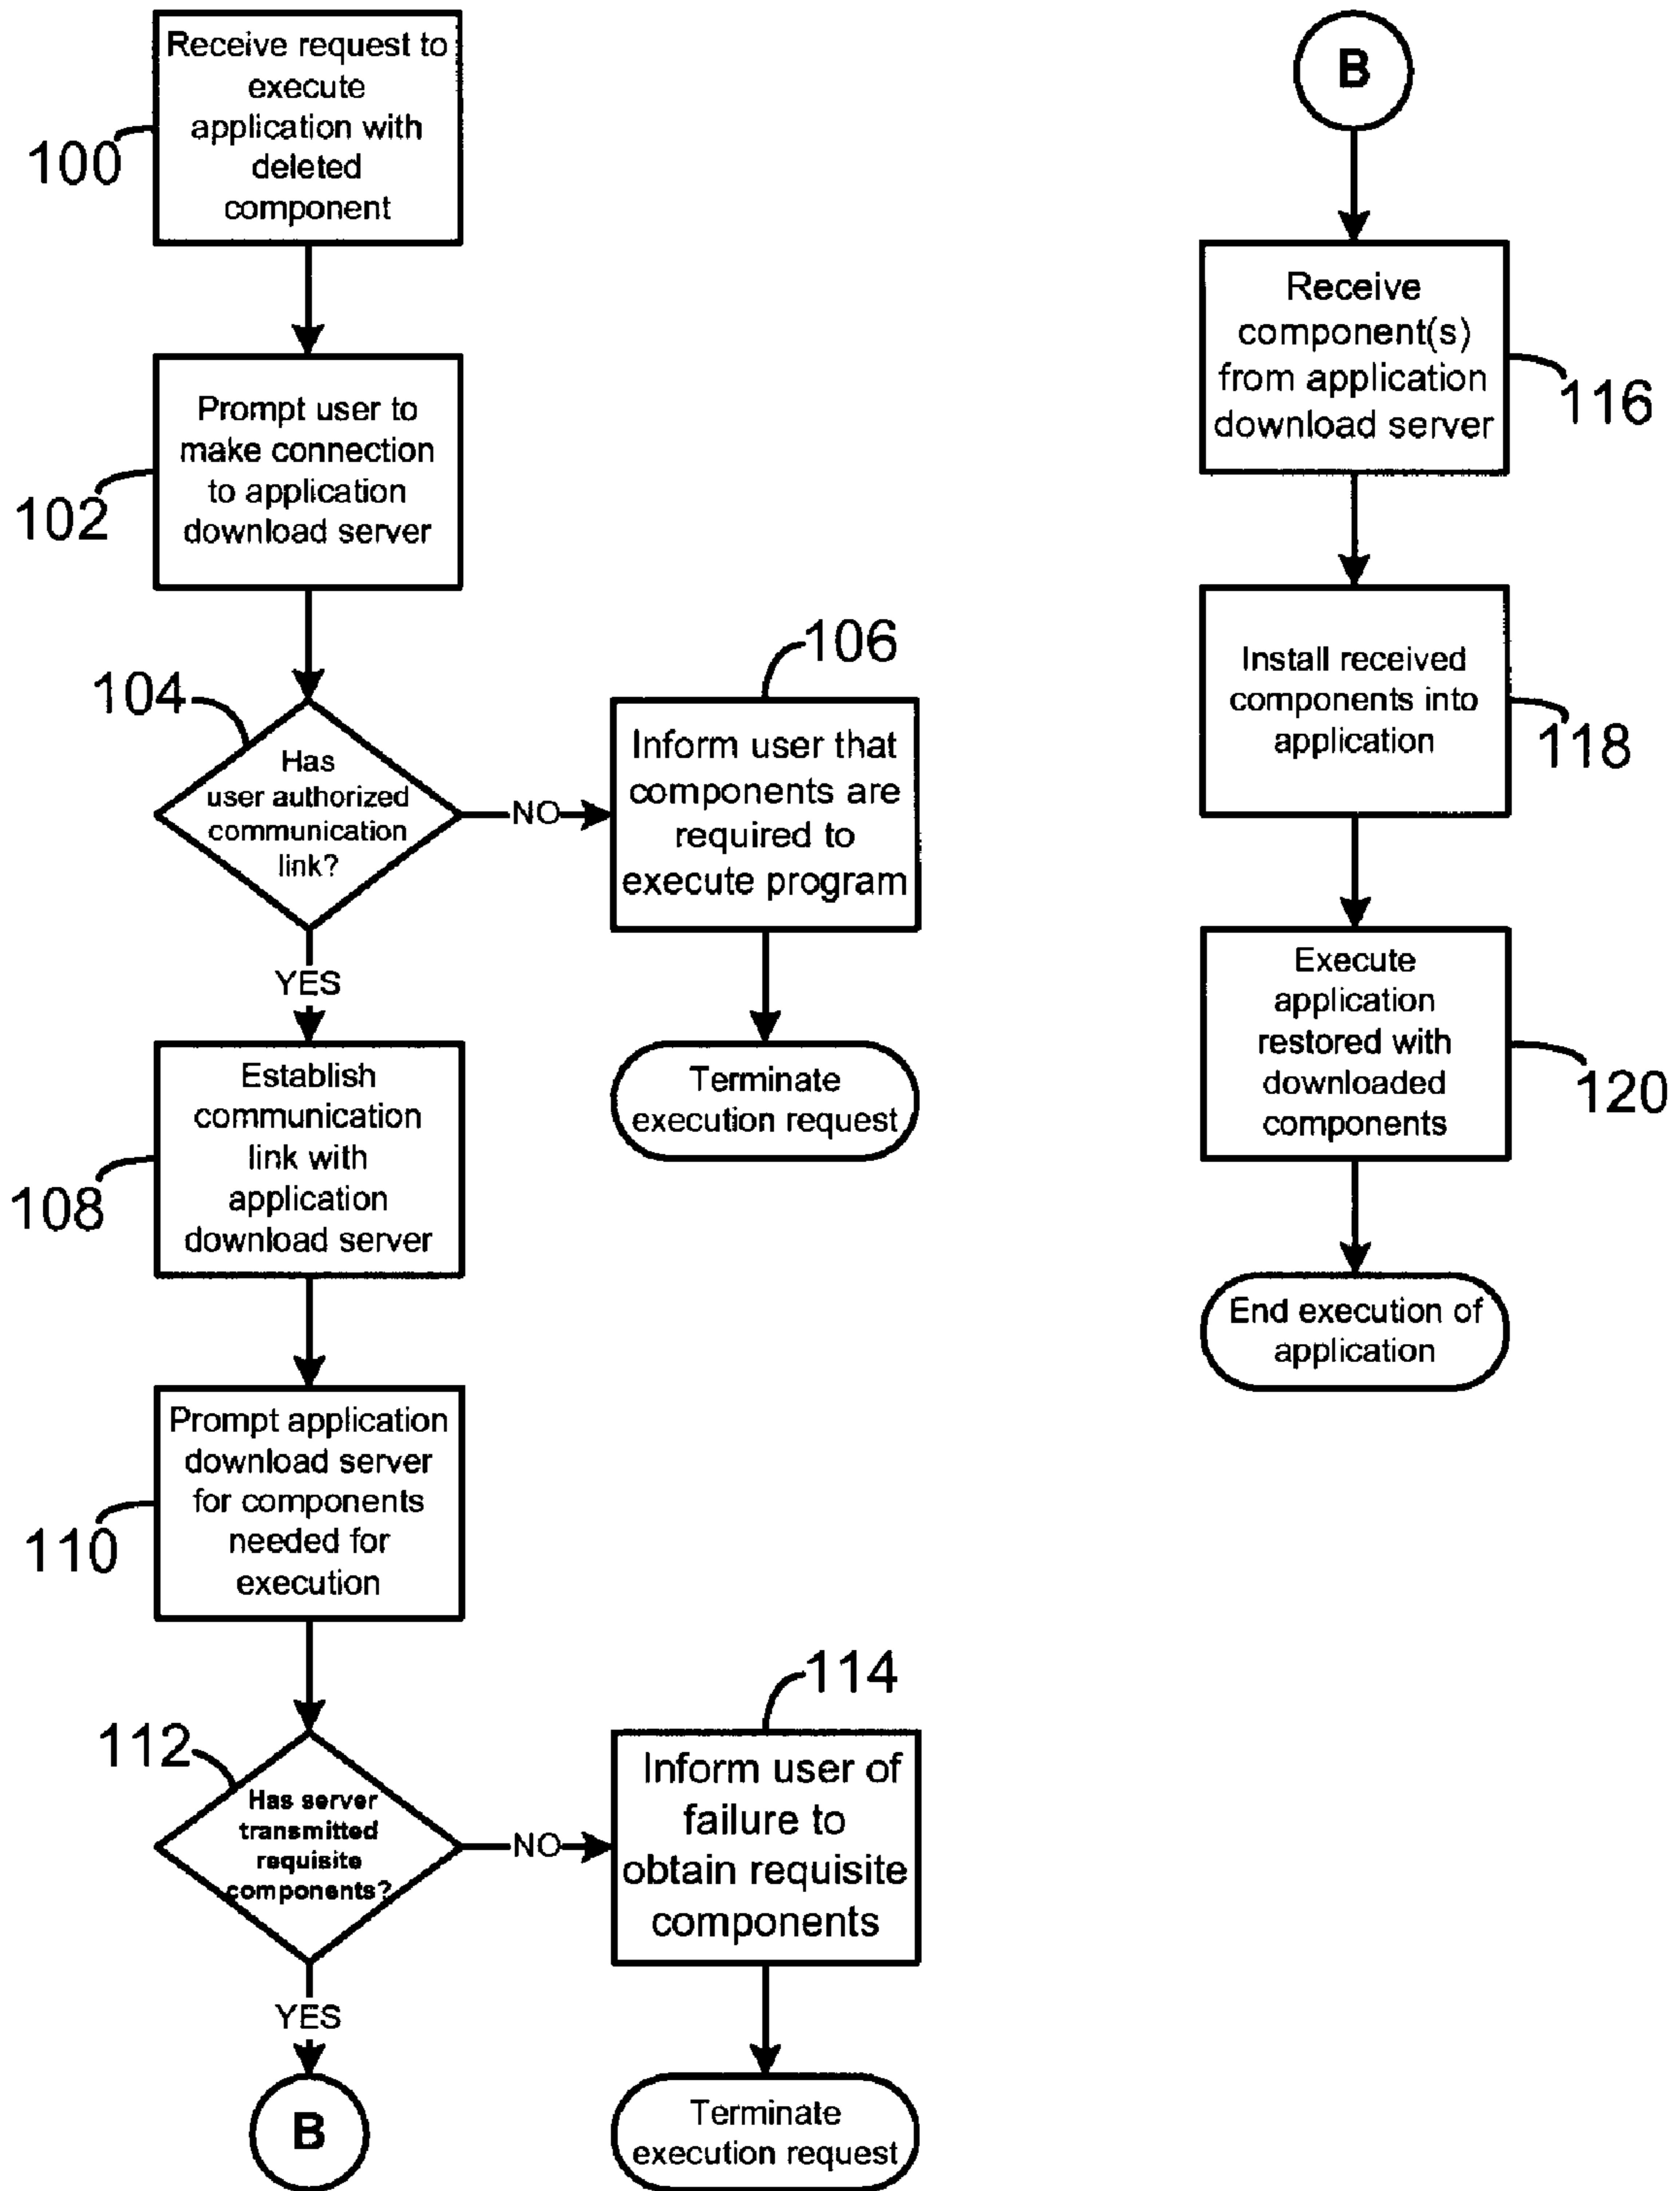 Receive request to
execute
application with
deleted
component
100
Prompt user to
make connection
to application
download server
102
104
Has
user authorized
communication
link?
NO
106
Inform user that
components are
required to
execute program
Terminate
execution request
YES
Establish
communication
link with
application
download server
108
Prompt application
download server
for components
needed for
execution
110
112
Has server
transmitted
requisite
components?
NO
114
Inform user of
failure to
obtain requisite
components
Terminate
execution request
YES
B
B
Receive
component(s)
from application
download server
116
Install received
components into
application
118
Execute
application
restored with
downloaded
components
120
End execution of
application